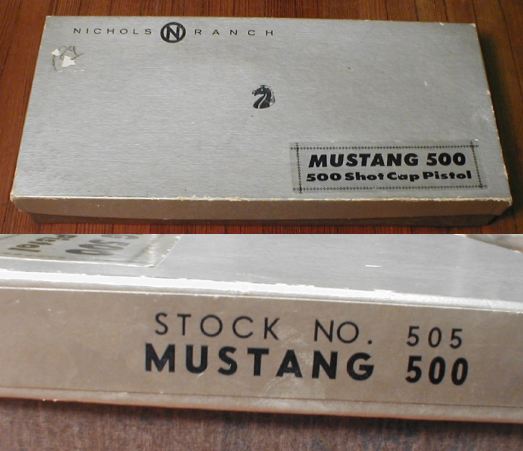 NICHOLS N RANCH
MUSTANG 500
500 Shot Cap Pistol
STOCK NO. 505
MUSTANG 500